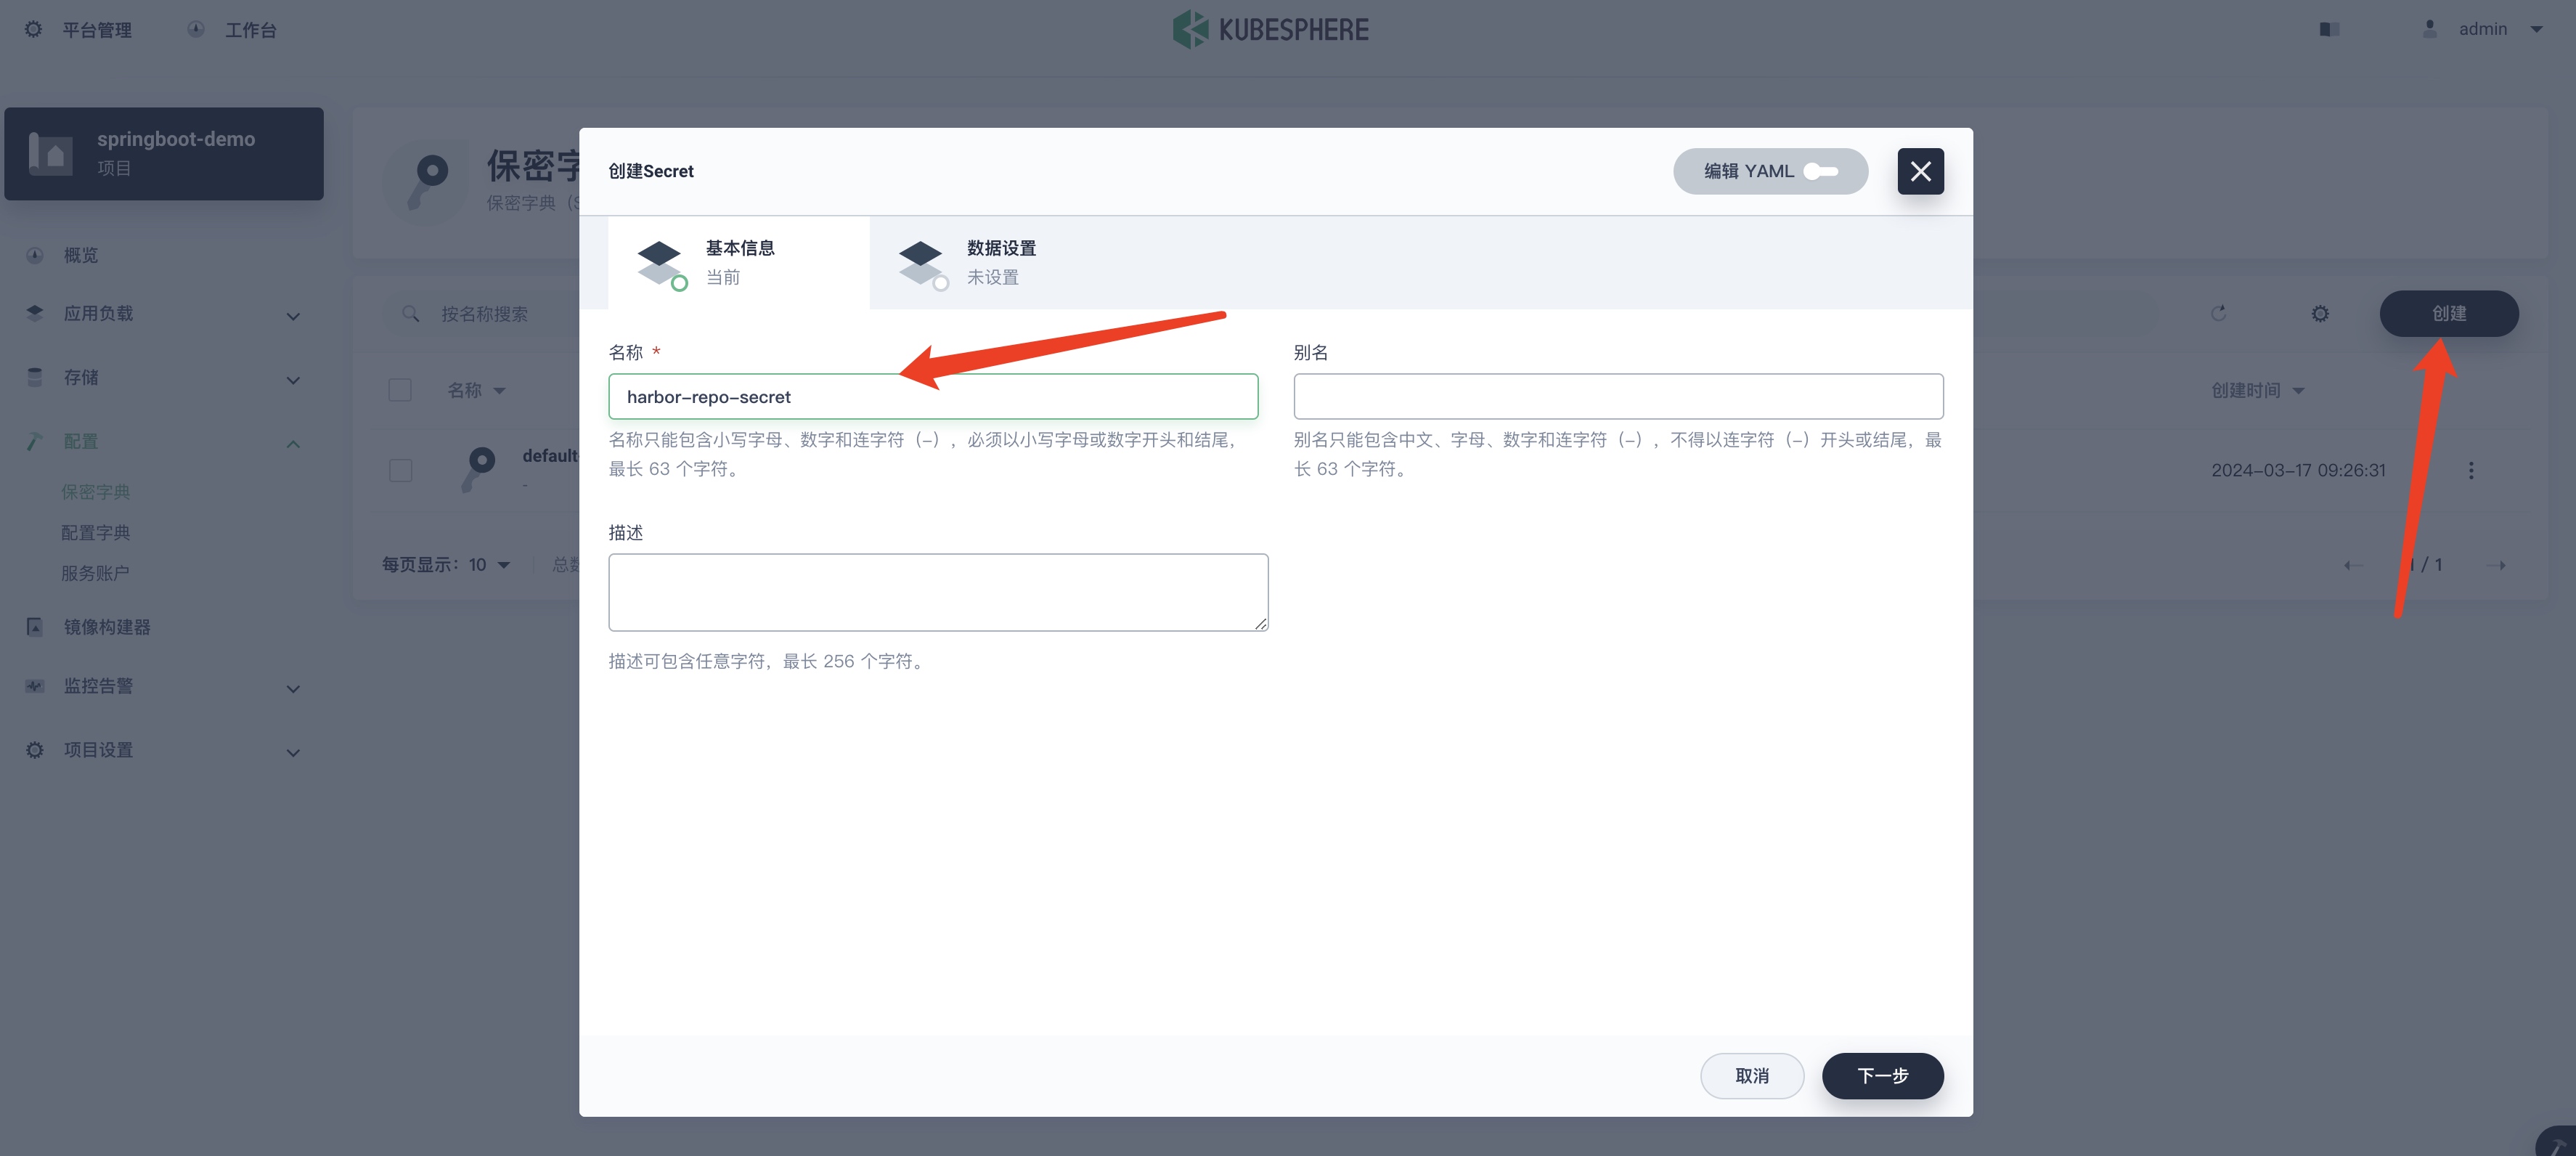 平台管理
工作台
KUBESPHERE
admin
springboot-demo
项目
概览
应用负载
存储
配置
保密字典
配置字典
服务账户
镜像构建器
监控告警
项目设置
保密字
保密字典（S
按名称搜索
创建
名称
创建时间
default-
-
2024-03-17 09:26:31
每页显示：10
总数
/ 1
创建Secret
编辑 YAML
基本信息
当前
数据设置
未设置
名称 *
harbor-repo-secret
名称只能包含小写字母、数字和连字符（-），必须以小写字母或数字开头和结尾，
最长 63 个字符。
别名
别名只能包含中文、字母、数字和连字符（-），不得以连字符（-）开头或结尾，最
长 63 个字符。
描述
描述可包含任意字符，最长 256 个字符。
取消
下一步